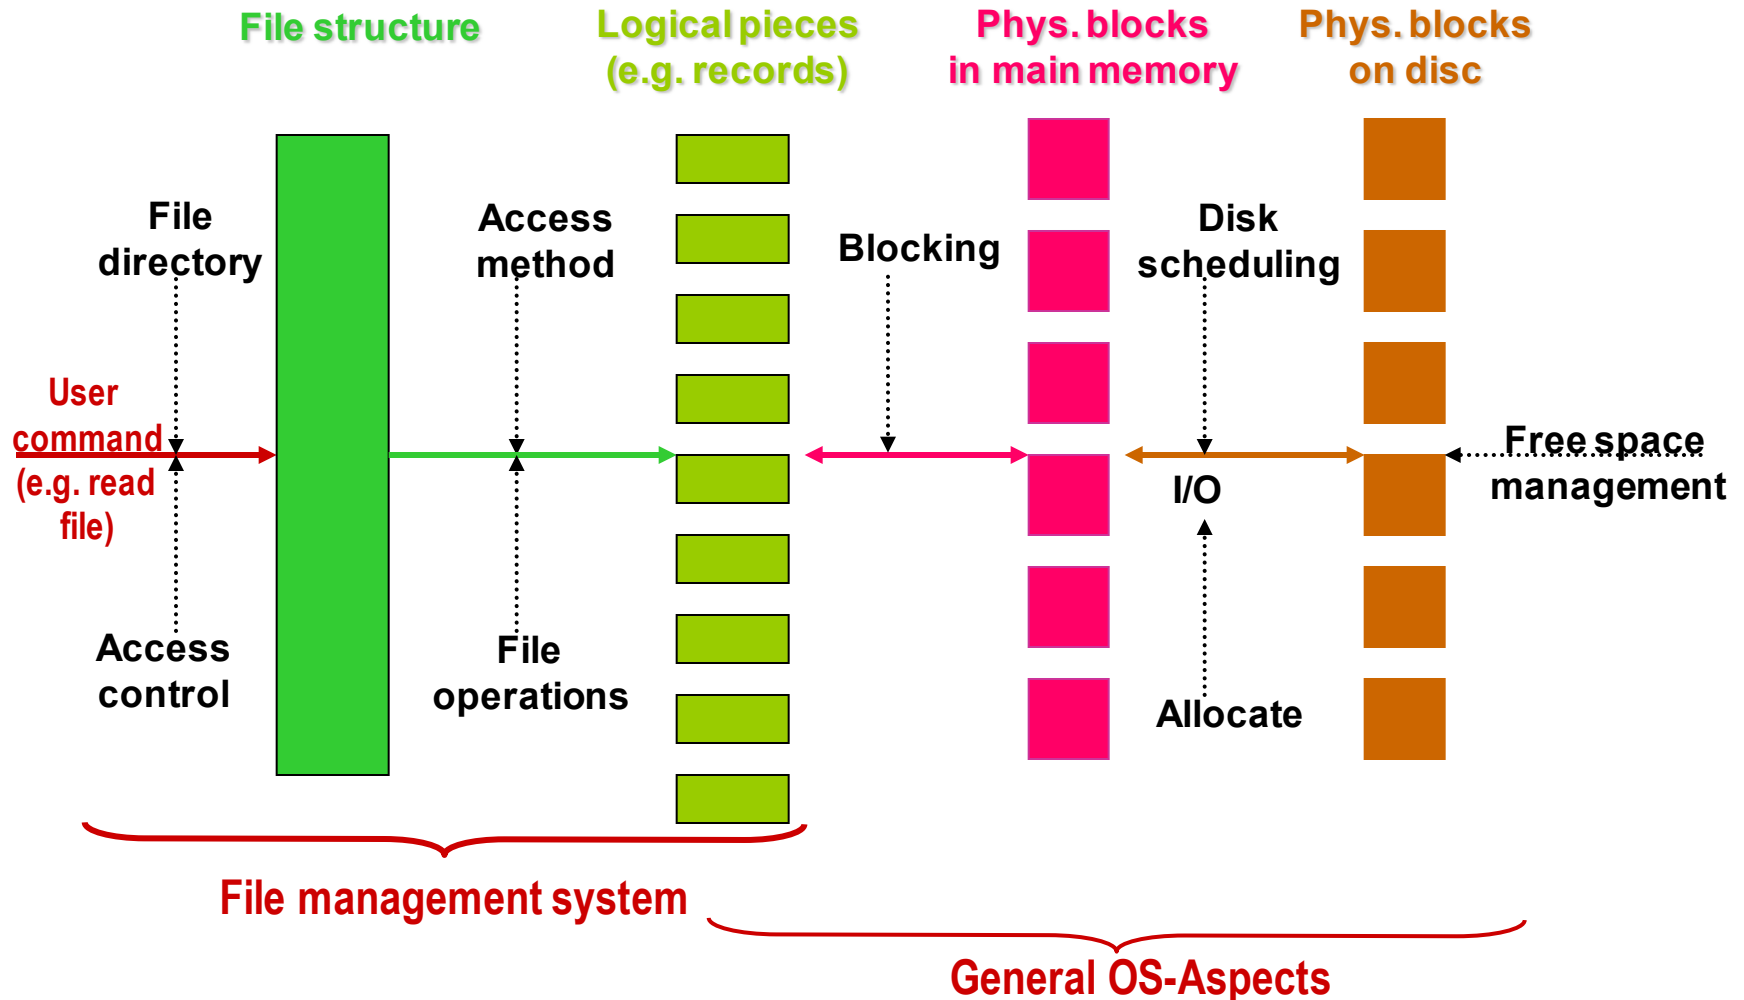 File structure
Logical pieces
(e.g. records)
Phys. blocks
in main memory
Phys. blocks
on disc
File
directory
Access
method
Blocking
Disk
scheduling
User
command
(e.g. read
file)
I/O
Free space
management
Access
control
File
operations
Allocate
File management system
General OS-Aspects